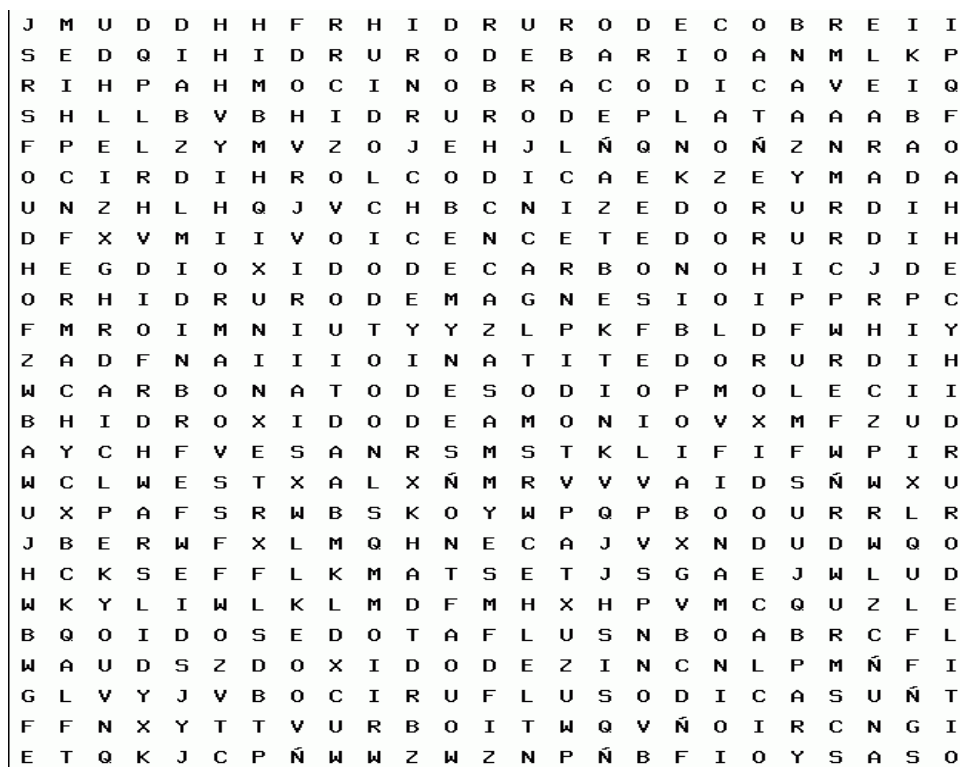 J M U D D H H F R H I D R U R O D E C O B R E I I
S E D Q I H I D R U R O D E B A R I O A N M L K P
R I H P A H M O C I N O B R A C O D I C A V E I Q
S H L L B V B H I D R U R O D E P L A T A A A B F
F P E L Z Y M V Z O J E H J L Ñ Q N O Ñ Z N R A O
O C I R D I H R O L C O D I C A E K Z E Y M A D A
U N Z H L H Q J V C H B C N I Z E D O R U R D I H
D F X V M I I V O I C E N C E T E D O R U R D I H
H E G D I O X I D O D E C A R B O N O H I C J D E
O R H I D R U R O D E M A G N E S I O I P P R P C
F M R O I M N I U T Y Y Z L P K F B L D F W H I Y
Z A D F N A I I I O I N A T I T E D O R U R D I H
W C A R B O N A T O D E S O D I O P M O L E C I I
B H I D R O X I D O D E A M O N I O V X M F Z U D
A Y C H F V E S A N R S M S T K L I F I F W P I R
W C L W E S T X A L X Ñ M R V V V A I D S Ñ W X U
U X P A F S R W B S K O Y W P Q P B O O U R R L R
J B E R W F X L M Q H N E C A J V X N D U D W Q O
H C K S E F F L K M A T S E T J S G A E J W L U D
W K Y L I W L K L M D F M H X H P V M C Q U Z L E
B Q O I D O S E D O T A F L U S N B O A B R C F L
W A U D S Z D O X I D O D E Z I N C N L P M Ñ F I
G L V Y J V B O C I R U F L U S O D I C A S U Ñ T
F F N X Y T T V U R B O I T W Q V Ñ O I R C N G I
E T Q K J C P Ñ W W Z W Z N P Ñ B F I O Y S A S O